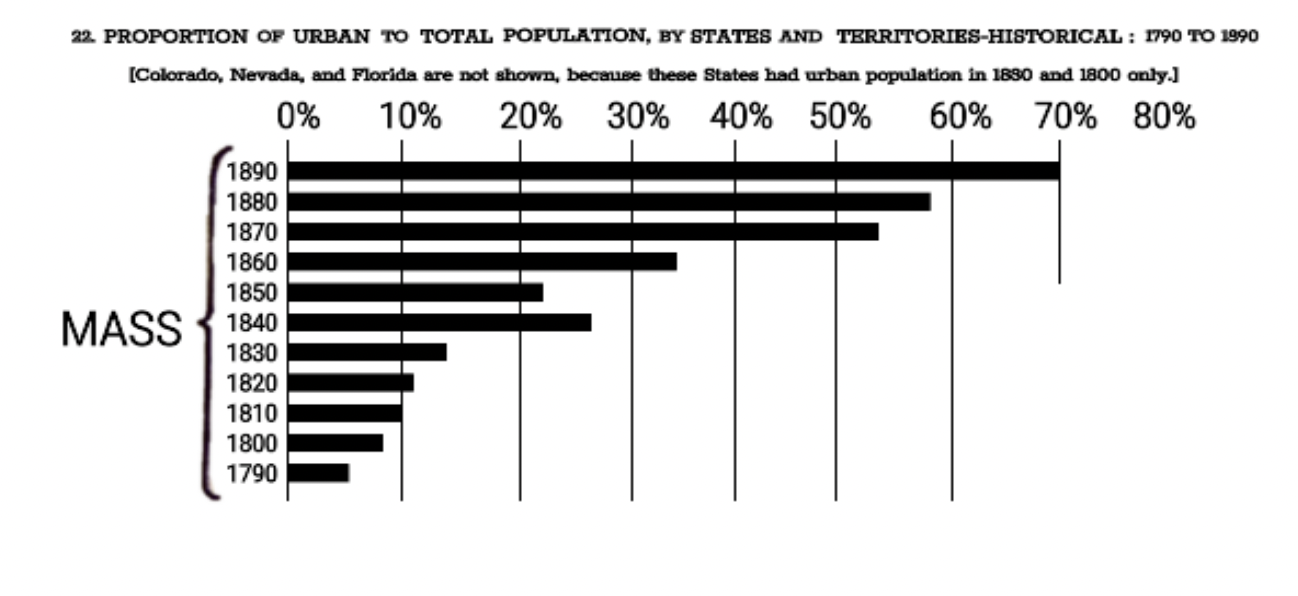 22. PROPORTION OF URBAN TO TOTAL POPULATION, BY STATES AND TERRITORIES-HISTORICAL : 1790 TO 1890
[Colorado, Nevada, and Florida are not shown, because these States had urban population in 1880 and 1800 only.]
0% 10% 20% 30% 40% 50% 60% 70% 80%
1890
1880
1870
1860
1850
MASS
1840
1830
1820
1810
1800
1790